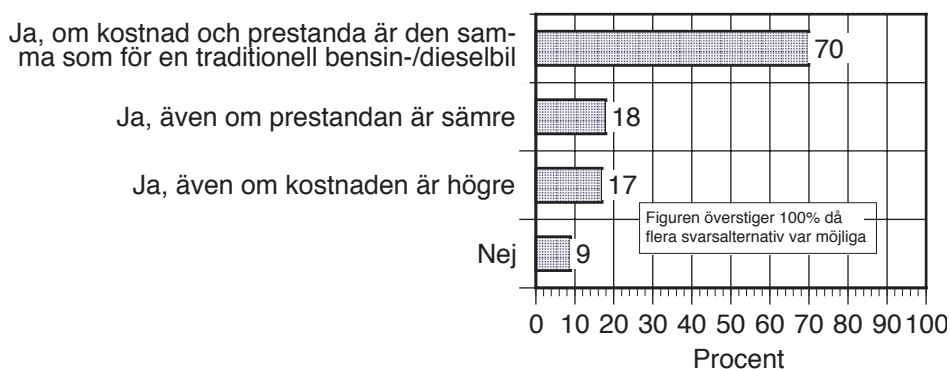 Ja, om kostnad och prestanda är den sam-
ma som för en traditionell bensin-/dieselbil
70
Ja, även om prestandan är sämre
18
Ja, även om kostnaden är högre
17
Figuren överstiger 100% då
flera svarsalternativ var möjliga
Nej
9
0 10 20 30 40 50 60 70 80 90 100
Procent